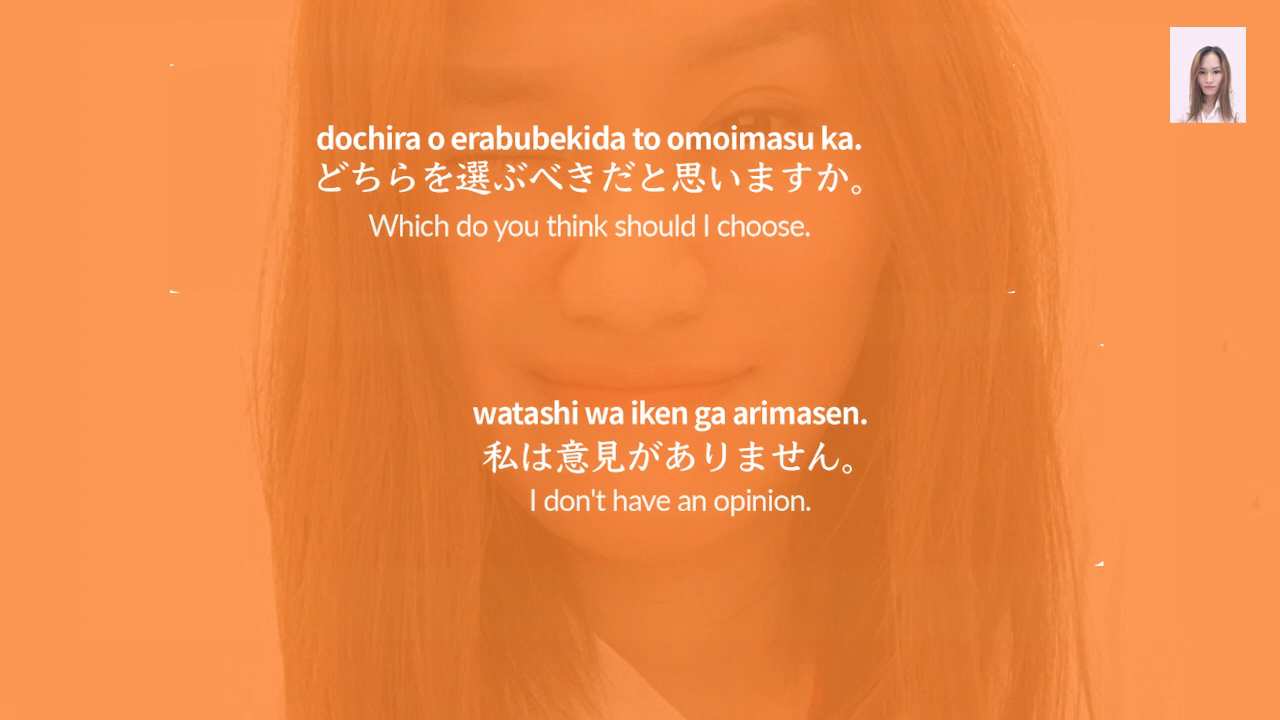 dochira o erabubekida to omoimasu ka.
どちらを選ぶべきだと思いますか。
Which do you think should I choose.
watashi wa iken ga arimasen.
私は意見がありません。
I don't have an opinion.